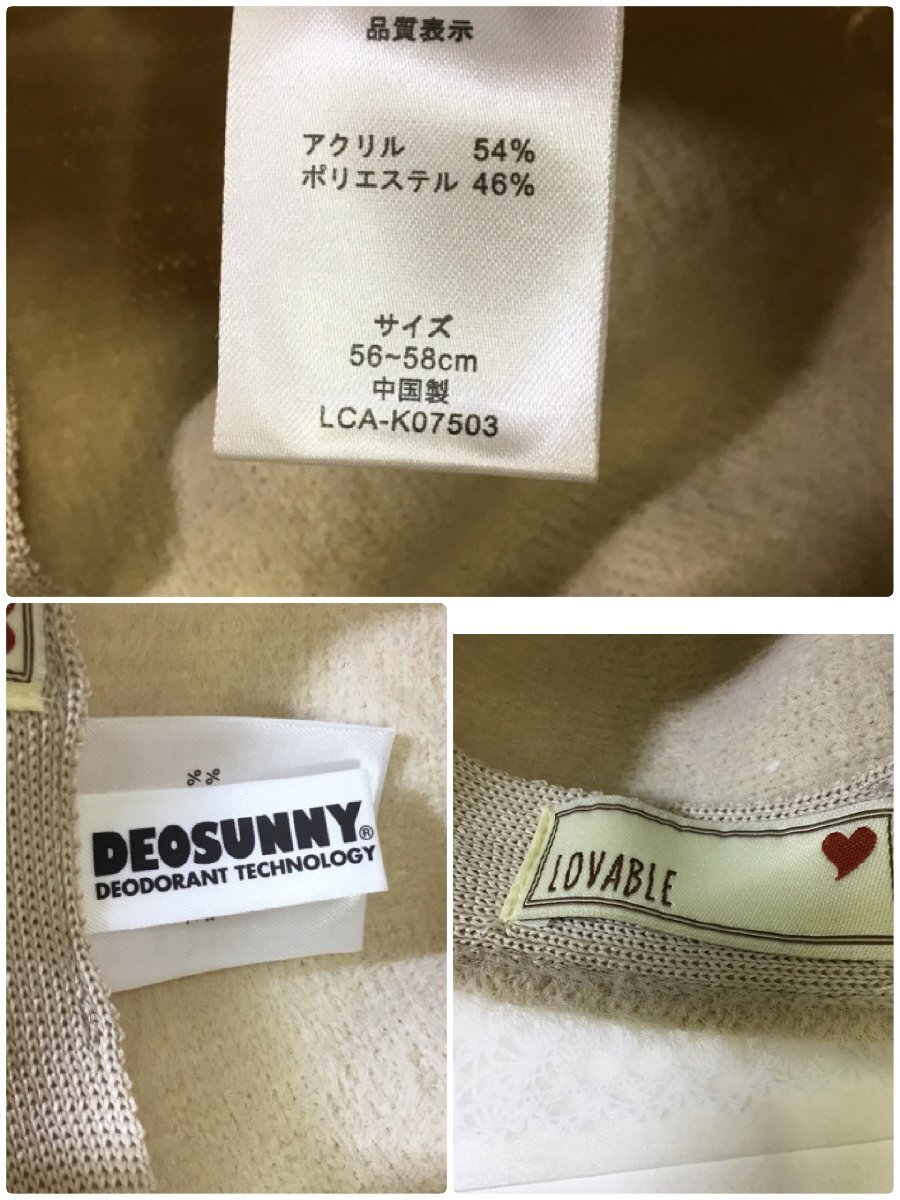 品質表示
アクリル 54%
ポリエステル 46%
サイズ
56~58cm
中国製
LCA-K07503
%
%
DEOSUNNY®
DEODORANT TECHNOLOGY
LOVABLE